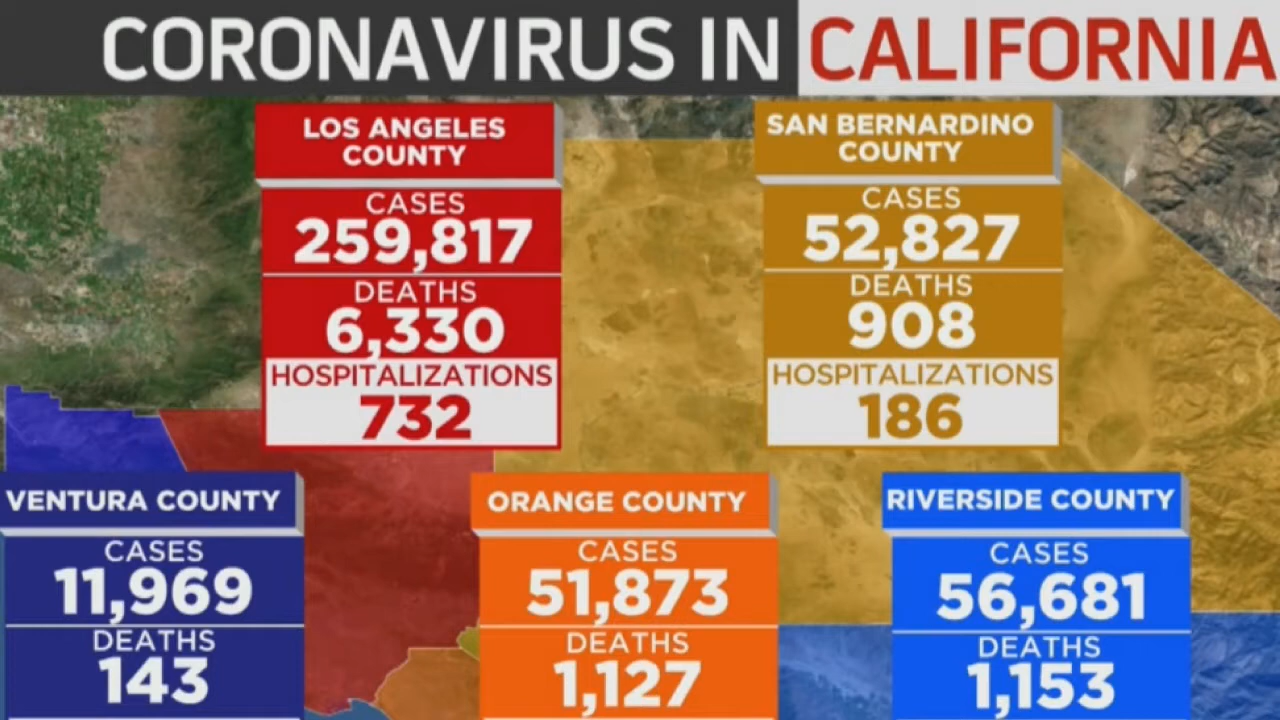 CORONAVIRUS IN CALIFORNIA
LOS ANGELES
COUNTY
CASES
259,817
DEATHS
6,330
HOSPITALIZATIONS
732
SAN BERNARDINO
COUNTY
CASES
52,827
DEATHS
908
HOSPITALIZATIONS
186
VENTURA COUNTY
CASES
11,969
DEATHS
143
ORANGE COUNTY
CASES
51,873
DEATHS
1,127
RIVERSIDE COUNTY
CASES
56,681
DEATHS
1,153